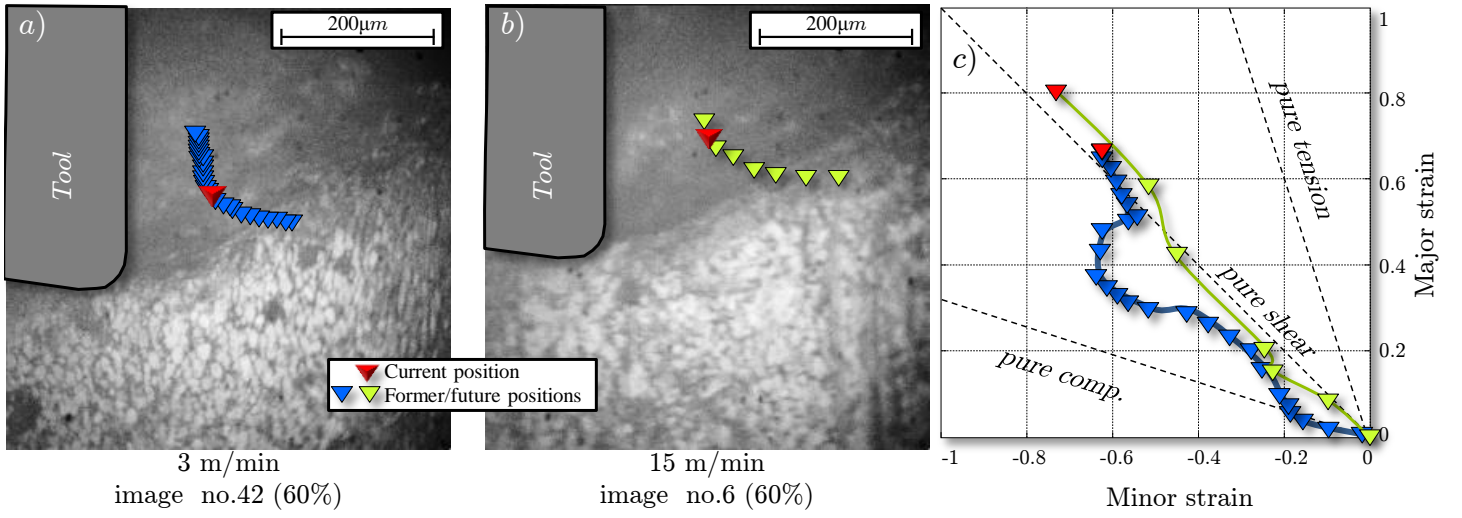 a)
200μm
Tool
3 m/min
image no.42 (60%)
b)
200μm
Tool
15 m/min
image no.6 (60%)
Current position
Former/future positions
c)
pure tension
pure shear
pure comp.
1
0.8
0.6
0.4
0.2
0
Major strain
-1
-0.8
-0.6
-0.4
-0.2
0
Minor strain